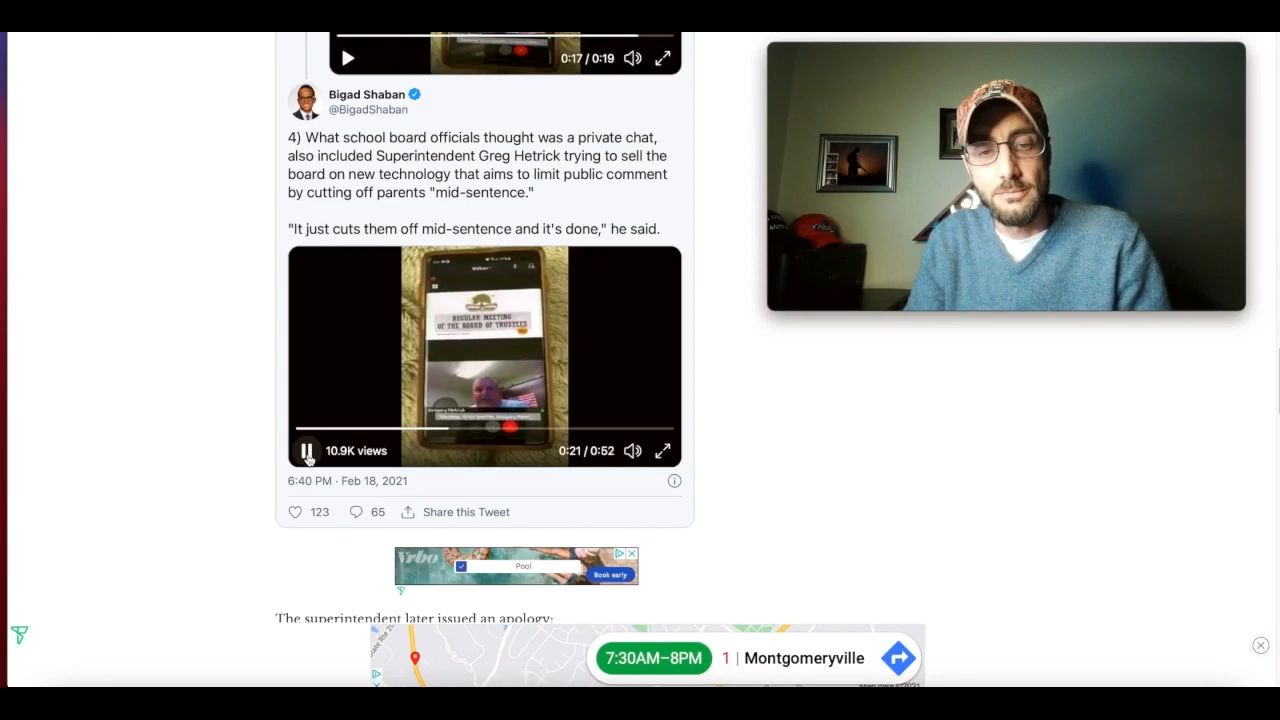 0:17 / 0:19
Bigad Shaban
@BigadShaban
4) What school board officials thought was a private chat,
also included Superintendent Greg Hetrick trying to sell the
board on new technology that aims to limit public comment
by cutting off parents "mid-sentence."
"It just cuts them off mid-sentence and it's done," he said.
REGULAR MEETING
OF THE BOARD OF TRUSTEES
10.9K views
0:21 / 0:52
6:40 PM · Feb 18, 2021
123
65
Share this Tweet
Vrbo
Pool
Book early
The superintendent later issued an apology:
7:30AM–8PM
1 | Montgomeryville